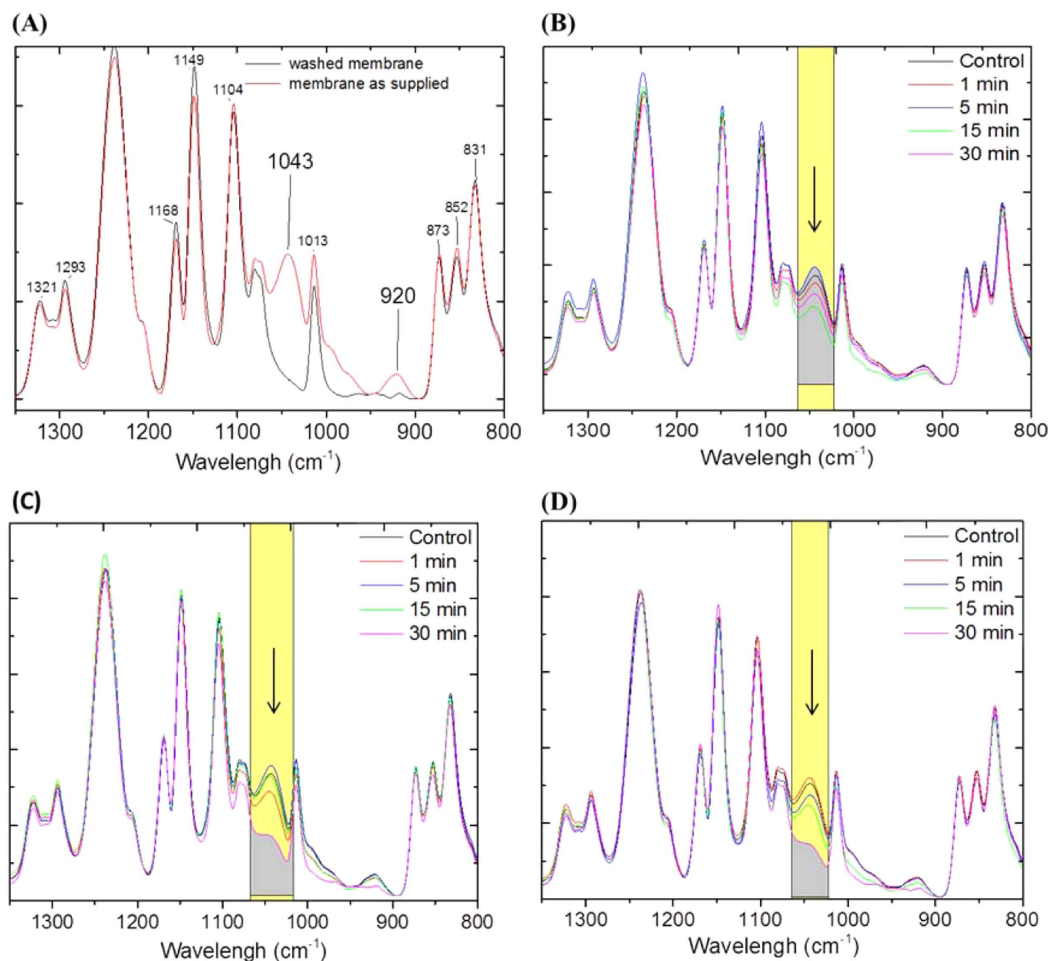 (A)
1149
washed membrane
membrane as supplied
1104
1043
831
1168
1013
1321
1293
873
852
920
1300 1200 1100 1000 900 800
Wavelengh (cm-1)
(B)
Control
1 min
5 min
15 min
30 min
1300 1200 1100 1000 900 800
Wavelengh (cm-1)
(C)
Control
1 min
5 min
15 min
30 min
1300 1200 1100 1000 900 800
Wavelengh (cm-1)
(D)
Control
1 min
5 min
15 min
30 min
1300 1200 1100 1000 900 800
Wavelengh (cm-1)